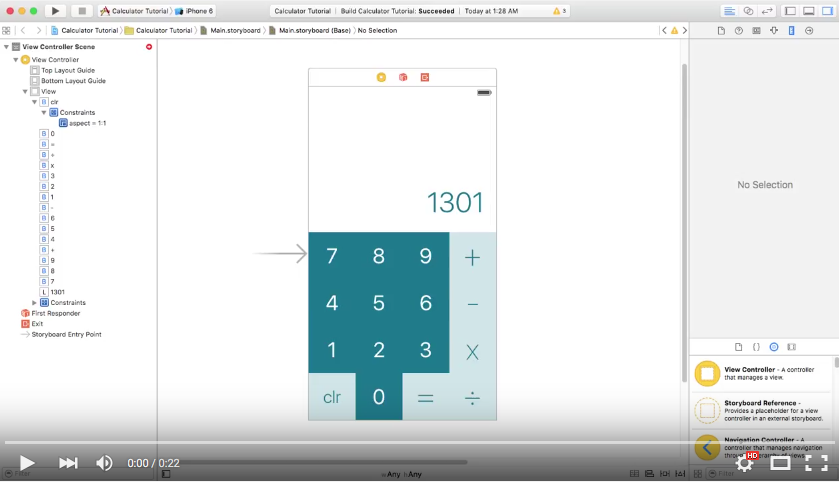 Calculator Tutorial
iPhone 6
Calculator Tutorial | Build Calculator Tutorial: Succeeded | Today at 1:28 AM
3
Calculator Tutorial
Calculator Tutorial
Main.storyboard
Main.storyboard (Base)
No Selection
View Controller Scene
View Controller
Top Layout Guide
Bottom Layout Guide
View
B clr
Constraints
aspect = 1:1
B 0
B =
B ÷
B x
B 3
B 2
B 1
B -
B 6
B 5
B 4
B +
B 9
B 8
B 7
L 1301
Constraints
First Responder
Exit
Storyboard Entry Point
1301
7 8 9 +
4 5 6 −
1 2 3 X
clr 0 = ÷
No Selection
View Controller - A controller
that manages a view.
Storyboard Reference -
Provides a placeholder for a view
controller in an external storyboard.
Navigation Controller - A
controller that manages navigation
through a hierarchy of views.
0:00 / 0:22
HD
Filter
wAny hAny
Filter